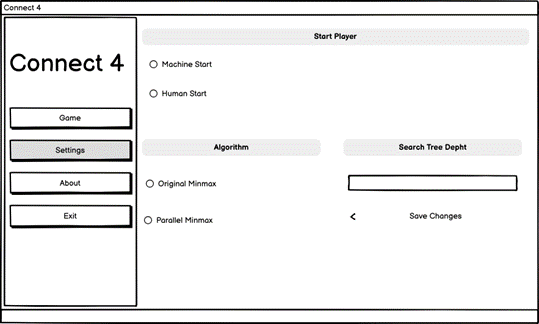 Connect 4
Connect 4
Game
Settings
About
Exit
Start Player
Machine Start
Human Start
Algorithm
Original Minmax
Parallel Minmax
Search Tree Depht
Save Changes